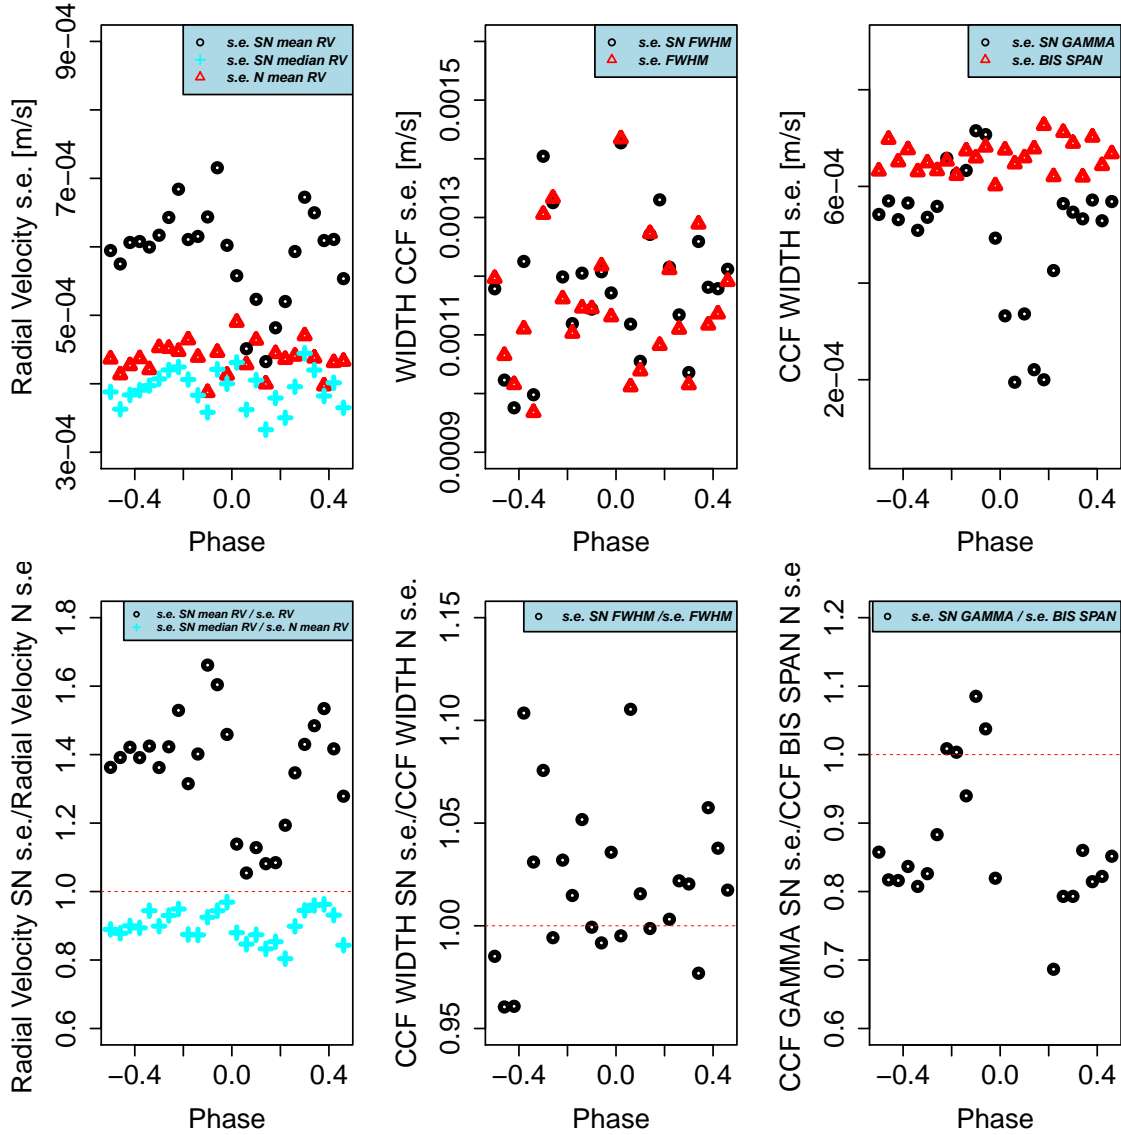 Radial Velocity s.e. [m/s]
9e−04
7e−04
5e−04
3e−04
s.e. SN mean RV
s.e. SN median RV
s.e. N mean RV
−0.4
0.0
0.4
Phase
WIDTH CCF s.e. [m/s]
0.0015
0.0013
0.0011
0.0009
s.e. SN FWHM
s.e. FWHM
−0.4
0.0
0.4
Phase
CCF WIDTH s.e. [m/s]
6e−04
2e−04
s.e. SN GAMMA
s.e. BIS SPAN
−0.4
0.0
0.4
Phase
Radial Velocity SN s.e./Radial Velocity N s.e
1.8
1.6
1.4
1.2
1.0
0.8
0.6
s.e. SN mean RV / s.e. RV
s.e. SN median RV / s.e. N mean RV
−0.4
0.0
0.4
Phase
CCF WIDTH SN s.e./CCF WIDTH N s.e.
1.15
1.10
1.05
1.00
0.95
s.e. SN FWHM /s.e. FWHM
−0.4
0.0
0.4
Phase
CCF GAMMA SN s.e./CCF BIS SPAN N s.e
1.2
1.1
1.0
0.9
0.8
0.7
0.6
s.e. SN GAMMA / s.e. BIS SPAN
−0.4
0.0
0.4
Phase